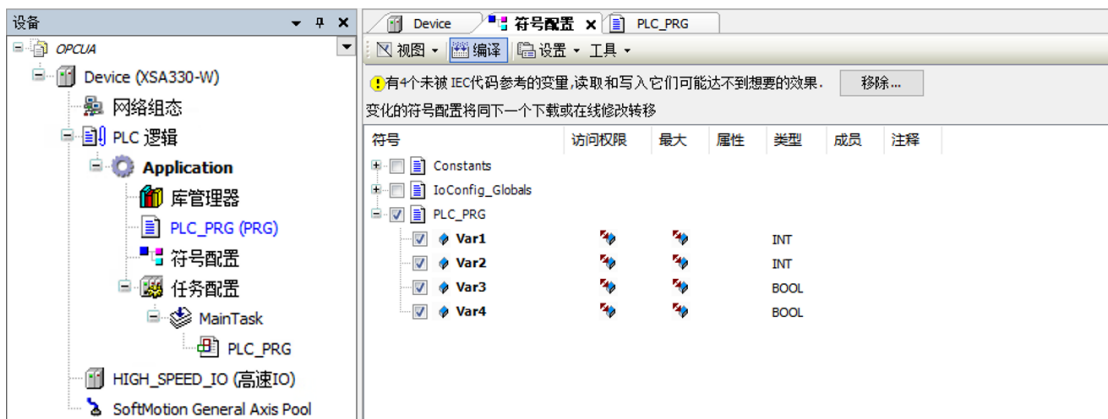 设备
OPCUA
Device (XSA330-W)
网络组态
PLC 逻辑
Application
库管理器
PLC_PRG (PRG)
符号配置
任务配置
MainTask
PLC_PRG
HIGH_SPEED_IO (高速IO)
SoftMotion General Axis Pool
Device 符号配置 PLC_PRG
视图 编译 设置 工具
有4个未被 IEC代码参考的变量,读取和写入它们可能达不到想要的效果. 移除...
变化的符号配置将同下一个下载或在线修改转移
符号 访问权限 最大 属性 类型 成员 注释
Constants
IoConfig_Globals
PLC_PRG
Var1 INT
Var2 INT
Var3 BOOL
Var4 BOOL